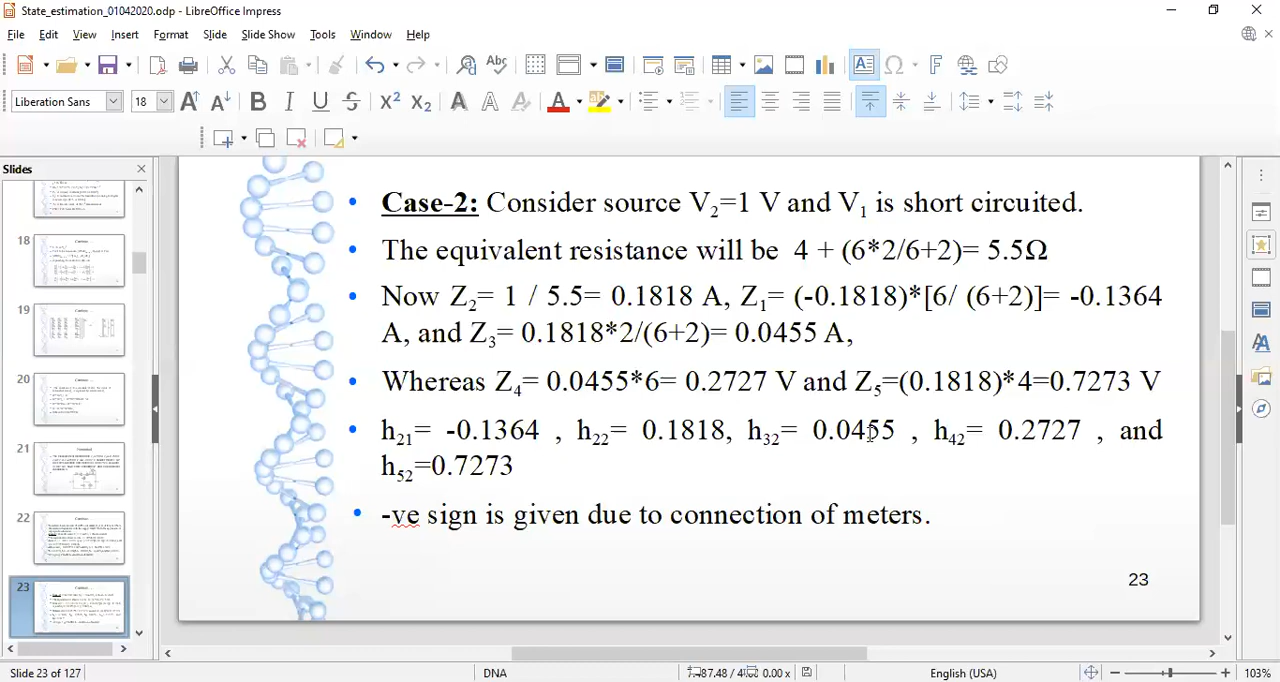 State_estimation_01042020.odp - LibreOffice Impress
File Edit View Insert Format Slide Slide Show Tools Window Help
Liberation Sans 18
Slides
18
19
20
21
22
23
Case-2: Consider source V₂=1 V and V₁ is short circuited.
The equivalent resistance will be 4 + (6*2/6+2)= 5.5Ω
Now Z₂= 1 / 5.5= 0.1818 A, Z₁= (-0.1818)*[6/ (6+2)]= -0.1364
A, and Z₃= 0.1818*2/(6+2)= 0.0455 A,
Whereas Z₄= 0.0455*6= 0.2727 V and Z₅=(0.1818)*4=0.7273 V
h₂₁= -0.1364 , h₂₂= 0.1818, h₃₂= 0.0455 , h₄₂= 0.2727 , and
h₅₂=0.7273
-ve sign is given due to connection of meters.
23
Slide 23 of 127 DNA English (USA) 103%